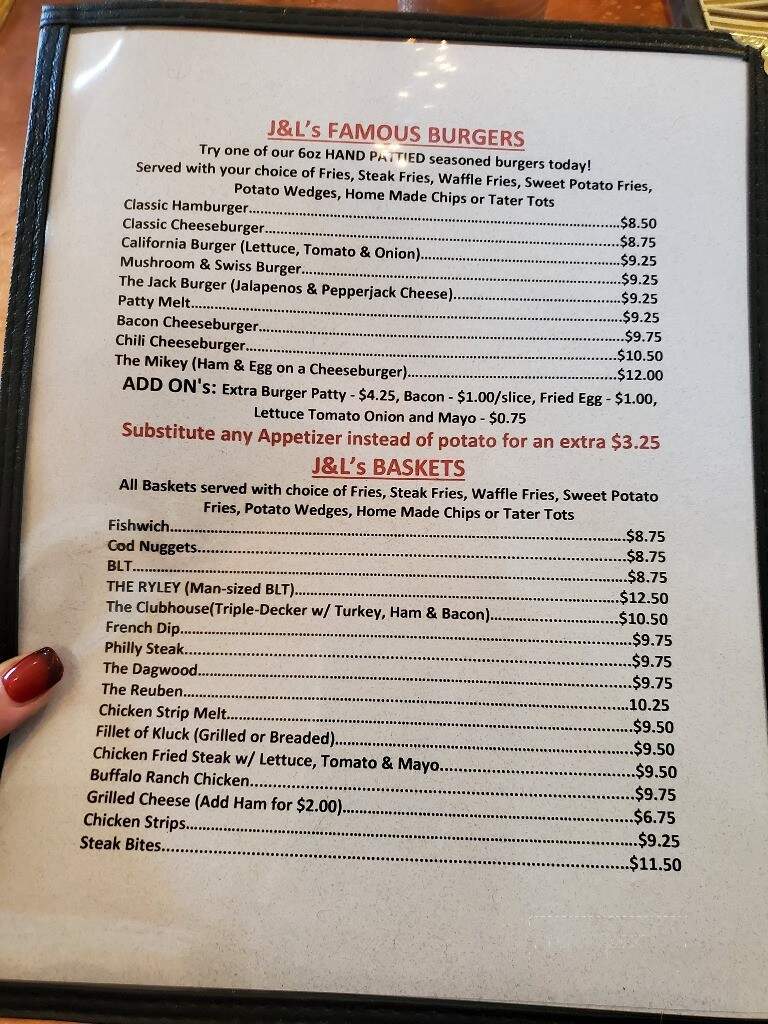 J&L's FAMOUS BURGERS
Try one of our 6oz HAND PATTIED seasoned burgers today!
Served with your choice of Fries, Steak Fries, Waffle Fries, Sweet Potato Fries,
Potato Wedges, Home Made Chips or Tater Tots
Classic Hamburger........$8.50
Classic Cheeseburger........$8.75
California Burger (Lettuce, Tomato & Onion)........$9.25
Mushroom & Swiss Burger........$9.25
The Jack Burger (Jalapenos & Pepperjack Cheese)........$9.25
Patty Melt........$9.25
Bacon Cheeseburger........$9.75
Chili Cheeseburger........$10.50
The Mikey (Ham & Egg on a Cheeseburger)........$12.00
ADD ON's: Extra Burger Patty - $4.25, Bacon - $1.00/slice, Fried Egg - $1.00,
Lettuce Tomato Onion and Mayo - $0.75
Substitute any Appetizer instead of potato for an extra $3.25
J&L's BASKETS
All Baskets served with choice of Fries, Steak Fries, Waffle Fries, Sweet Potato
Fries, Potato Wedges, Home Made Chips or Tater Tots
Fishwich........$8.75
Cod Nuggets........$8.75
BLT........$8.75
THE RYLEY (Man-sized BLT)........$12.50
The Clubhouse(Triple-Decker w/ Turkey, Ham & Bacon)........$10.50
French Dip........$9.75
Philly Steak........$9.75
The Dagwood........$9.75
The Reuben........10.25
Chicken Strip Melt........$9.50
Fillet of Kluck (Grilled or Breaded)........$9.50
Chicken Fried Steak w/ Lettuce, Tomato & Mayo........$9.50
Buffalo Ranch Chicken........$9.75
Grilled Cheese (Add Ham for $2.00)........$6.75
Chicken Strips........$9.25
Steak Bites........$11.50